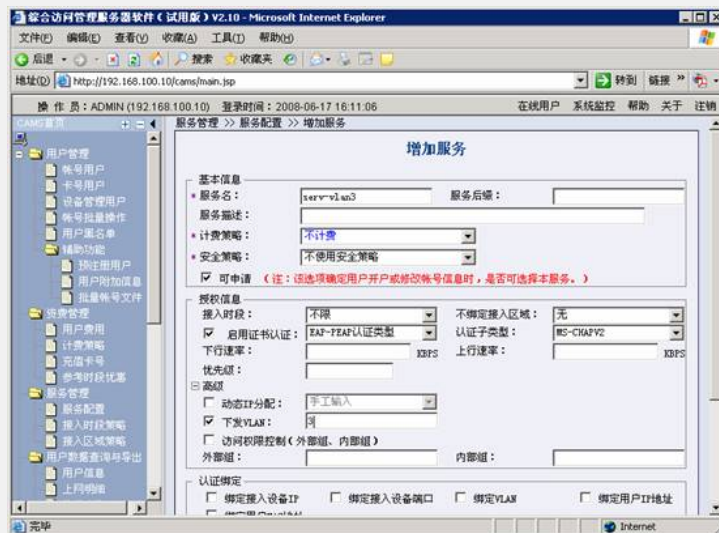 综合访问管理服务器软件（试用版）V2.10 - Microsoft Internet Explorer
文件(F) 编辑(E) 查看(V) 收藏(A) 工具(T) 帮助(H)
后退 搜索 收藏夹
地址(D) http://192.168.100.10/cams/main.jsp 转到 链接 »
操 作 员：ADMIN (192.168.100.10) 登录时间：2008-06-17 16:11:06 在线用户 系统监控 帮助 关于 注销
CAMS首页
用户管理
帐号用户
卡号用户
设备管理用户
帐号批量操作
用户黑名单
辅助功能
预注册用户
用户附加信息
批量帐号文件
资费管理
用户费用
计费策略
充值卡号
参考时段优惠
服务管理
服务配置
接入时段策略
接入区域策略
用户数据查询与导出
用户信息
上网明细
服务管理 >> 服务配置 >> 增加服务
增加服务
基本信息
* 服务名： serv-vlan3 服务后缀：
服务描述：
* 计费策略： 不计费
* 安全策略： 不使用安全策略
可申请 （注：该选项确定用户开户或修改帐号信息时，是否可选择本服务。）
授权信息
接入时段： 不限 不绑定接入区域： 无
启用证书认证： EAP-PEAP认证类型 认证子类型： MS-CHAPV2
下行速率： KBPS 上行速率： KBPS
优先级：
高级
动态IP分配： 手工输入
下发VLAN： 3
访问权限控制（外部组、内部组）
外部组： 内部组：
认证绑定
绑定接入设备IP 绑定接入设备端口 绑定VLAN 绑定用户IP地址
完毕 Internet